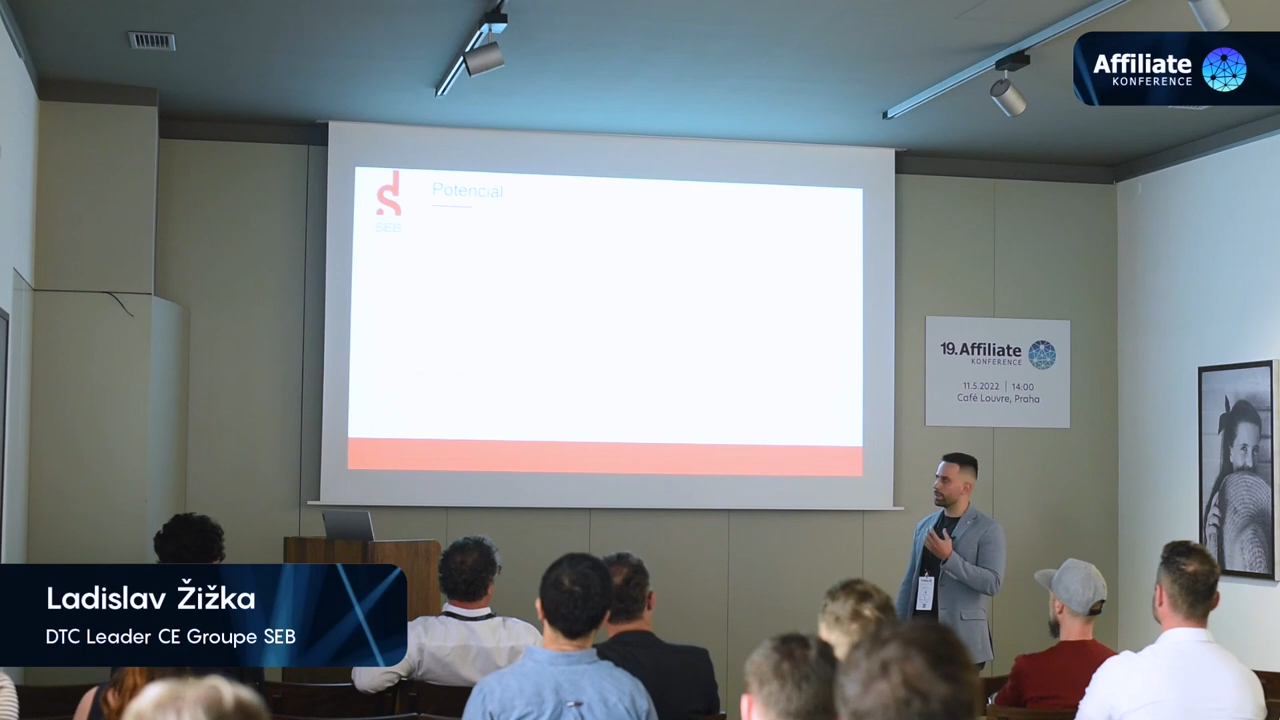 Affiliate
KONFERENCE
Potencial
SEB
19. Affiliate
KONFERENCE
11.5.2022 | 14:00
Café Louvre, Praha
Ladislav Žižka
DTC Leader CE Groupe SEB